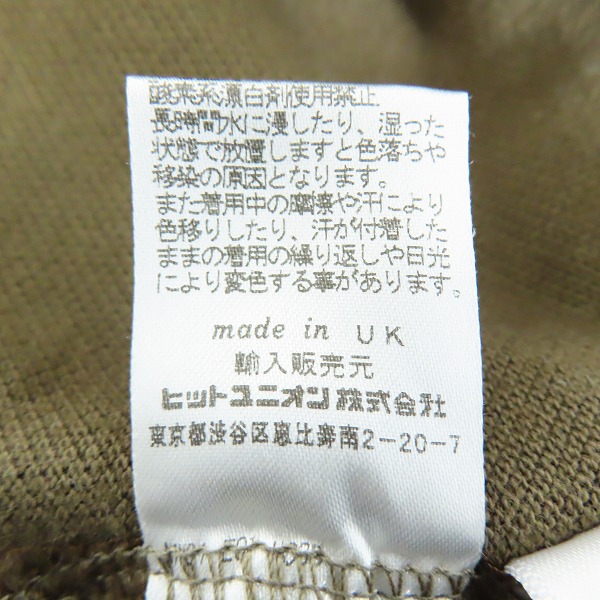 酸素系漂白剤使用禁止
長時間水に浸したり、湿った
状態で放置しますと色落ちや
移染の原因となります。
また着用中の摩擦や汗により
色移りしたり、汗が付着した
ままの着用の繰り返しや日光
により変色する事があります。
made in UK
輸入販売元
ヒットユニオン株式会社
東京都渋谷区恵比寿南2-20-7